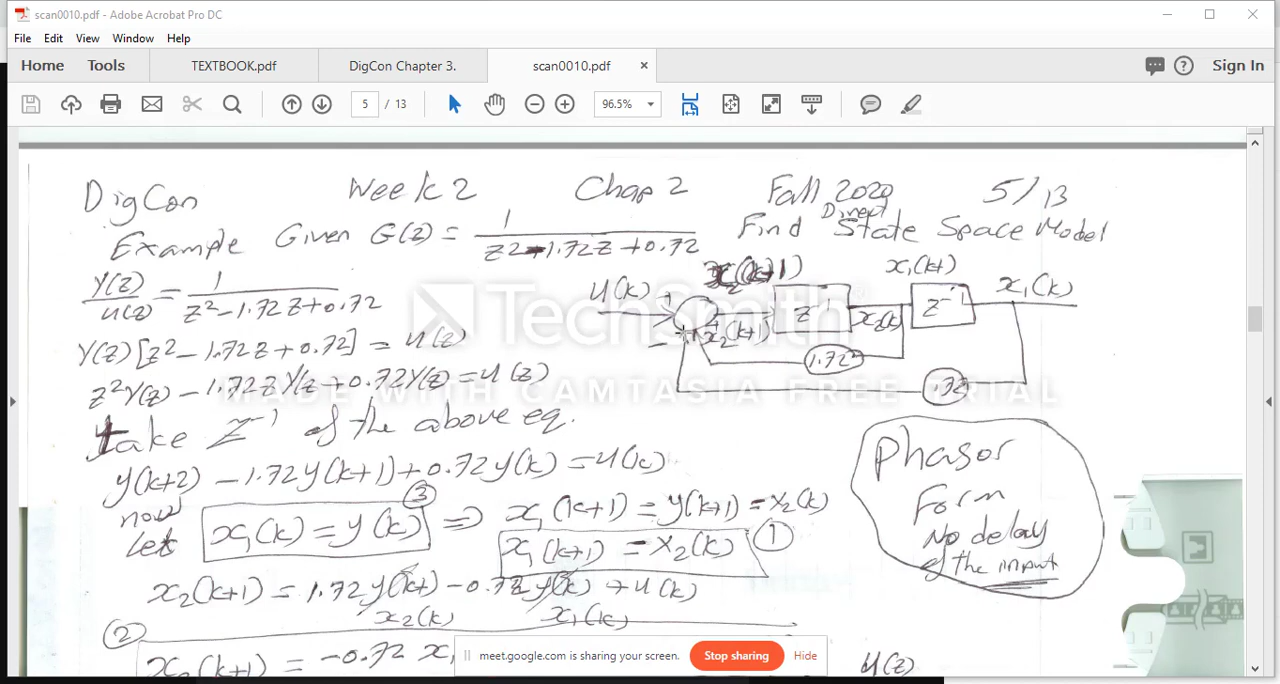 scan0010.pdf - Adobe Acrobat Pro DC
File Edit View Window Help
Home Tools TEXTBOOK.pdf DigCon Chapter 3. scan0010.pdf × Sign In
5 / 13 96.5%
DigCon Week 2 Chap 2 Fall 2020 5/13
Example Given G(z) = 1 / z2 - 1.72z + 0.72 Find Direct State Space Model
Y(z)/U(z) = 1 / z² - 1.72z + 0.72
Y(z) [z² - 1.72z + 0.72] = U(z)
z²Y(z) - 1.72zY(z + 0.72Y(z) = U(z)
take Z⁻¹ of the above eq.
y(k+2) - 1.72y(k+1) + 0.72y(k) = u(k)
now let x₁(k) = y(k) ③ ⇒ x₁(k+1) = y(k+1) = x₂(k)
x₁(k+1) = x₂(k) ①
x₂(k+1) = 1.72 y(k+1) - 0.72 y(k) + u(k)
x₂(k) x₁(k)
②
x₂(k+1) = -0.72 x₁
u(k) + x₂(k+1) z⁻¹ x₂(k) x₁(k+1) z⁻¹ x₁(k)
- + x₂(k+1) 1.72
.72
Phasor
Form
No delay
of the input
U(z)
TechSmith
MADE WITH CAMTASIA FREE TRIAL
meet.google.com is sharing your screen. Stop sharing Hide